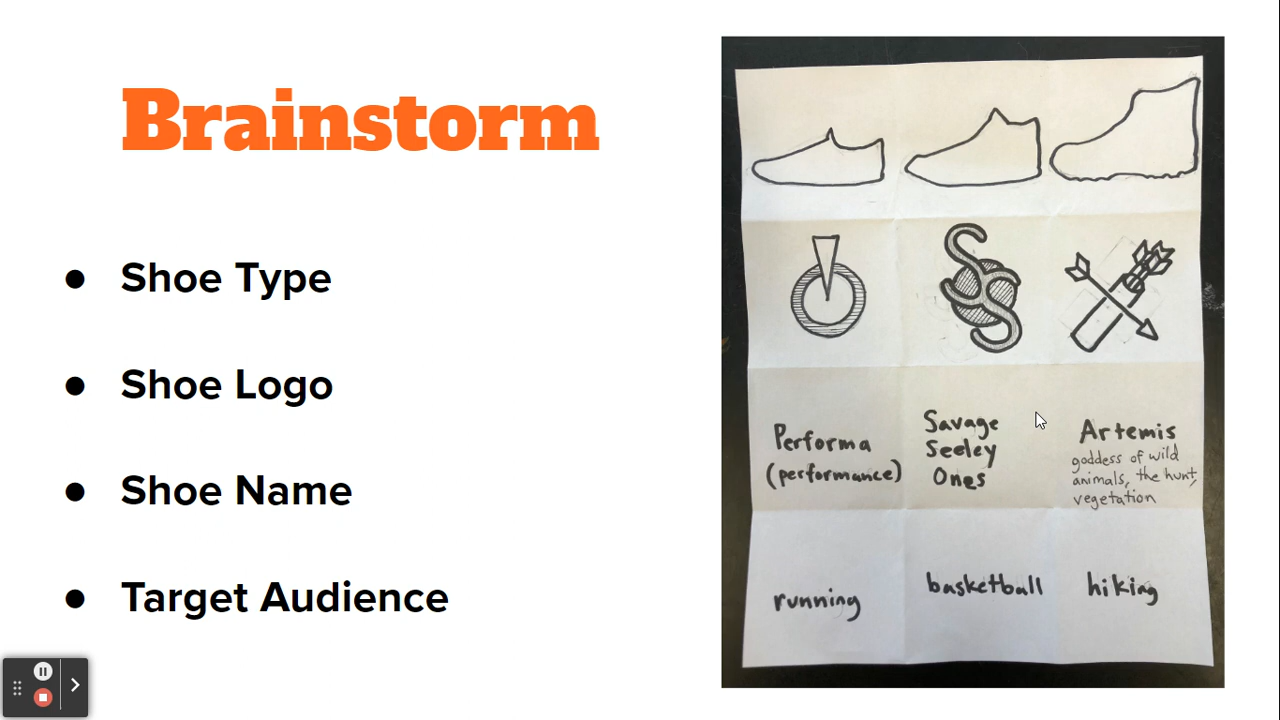 Brainstorm
● Shoe Type
● Shoe Logo
● Shoe Name
● Target Audience
Performa
(performance)
Savage
Seeley
Ones
Artemis
goddess of wild
animals, the hunt,
vegetation
running
basketball
hiking